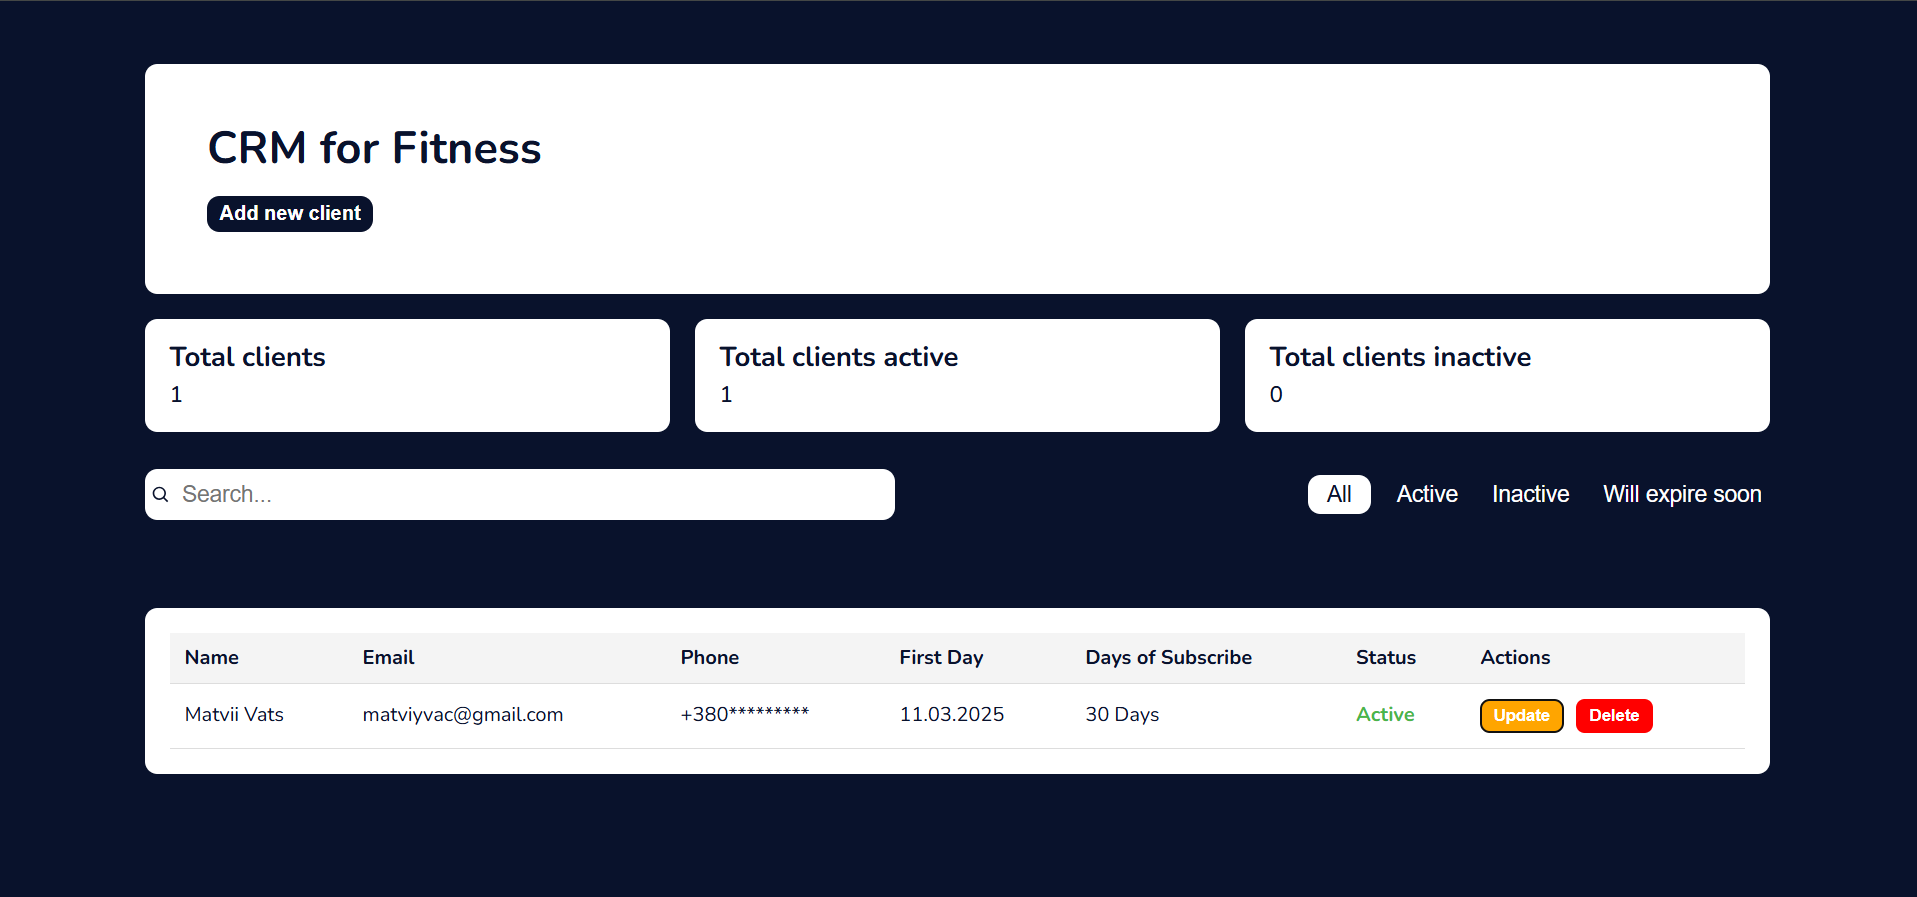 CRM for Fitness
Add new client
Total clients
1
Total clients active
1
Total clients inactive
0
Search...
All Active Inactive Will expire soon
Name Email Phone First Day Days of Subscribe Status Actions
Matvii Vats matviyvac@gmail.com +380********* 11.03.2025 30 Days Active Update Delete